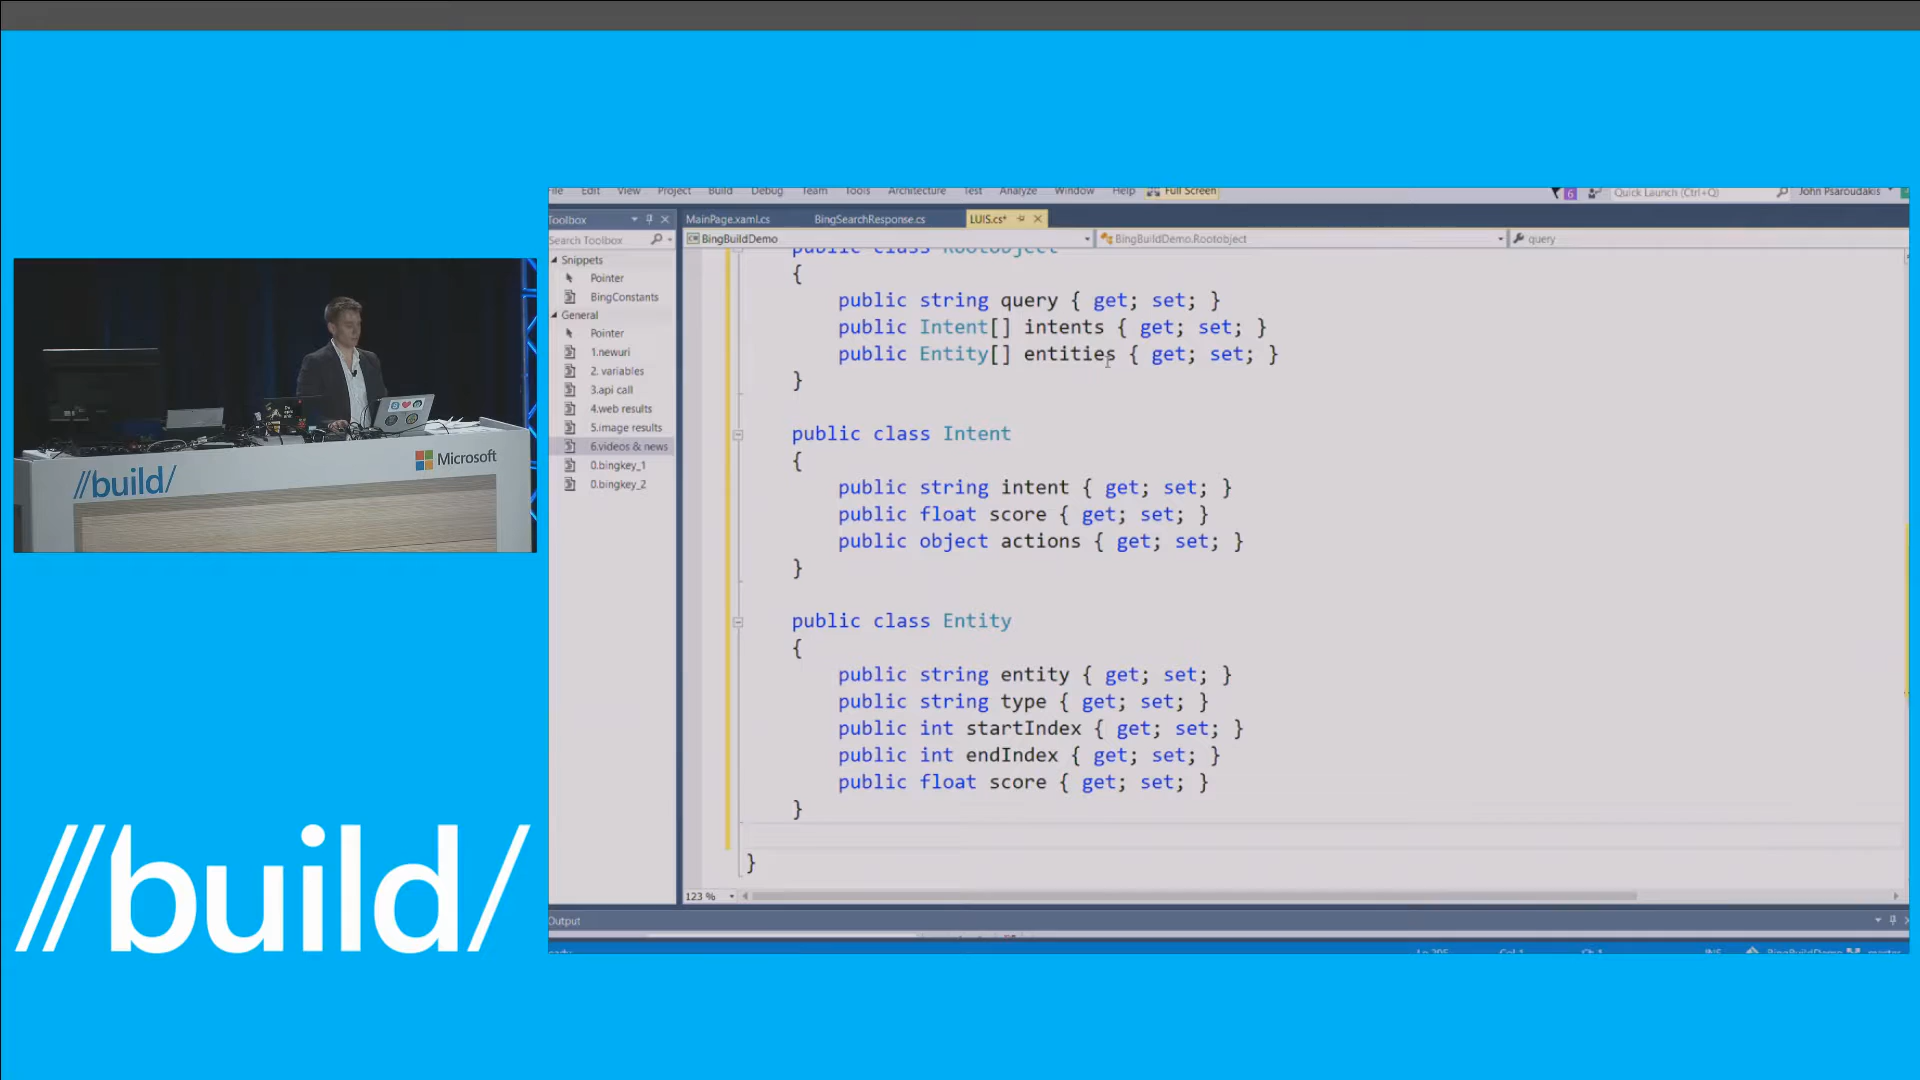 File Edit View Project Build Debug Team Tools Architecture Test Analyze Window Help Full Screen
6 Quick Launch (Ctrl+Q) John Psaroudakis
Toolbox
MainPage.xaml.cs BingSearchResponse.cs LUIS.cs*
Search Toolbox
BingBuildDemo BingBuildDemo.Rootobject query
Snippets
Pointer
BingConstants
General
Pointer
1.newuri
2. variables
3.api call
4.web results
5.image results
6.videos & news
0.bingkey_1
0.bingkey_2
public class Rootobject
{
public string query { get; set; }
public Intent[] intents { get; set; }
public Entity[] entities { get; set; }
}
public class Intent
{
public string intent { get; set; }
public float score { get; set; }
public object actions { get; set; }
}
public class Entity
{
public string entity { get; set; }
public string type { get; set; }
public int startIndex { get; set; }
public int endIndex { get; set; }
public float score { get; set; }
}
}
123 %
Output
BingBuildDemo master
//build/
Microsoft
//build/